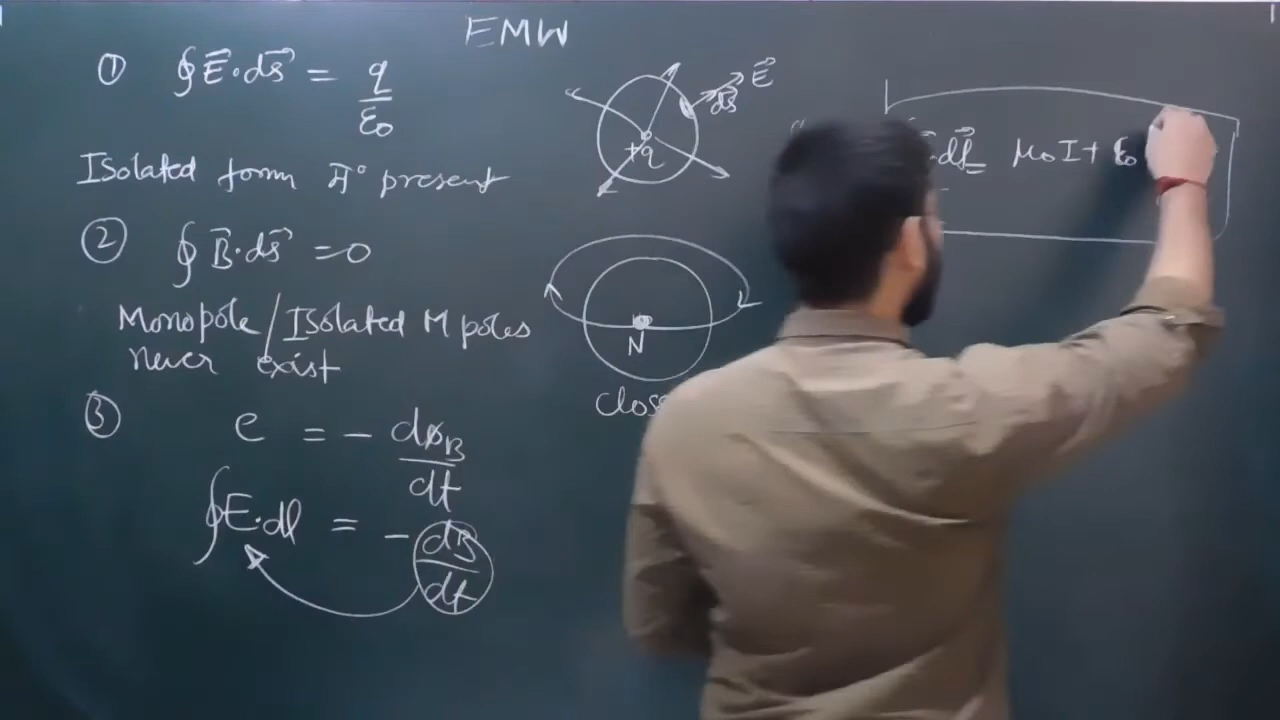 EMW
① ∮E⃗·ds⃗ = q/ε₀
Isolated form में present
② ∮B⃗·ds⃗ = 0
Monopole / Isolated M poles
never exist
③ e = - dφ_B/dt
∮E·dl = - dB/dt
E⃗
ds⃗
+q
N
Clos
dl⃗ μ₀I + ε₀